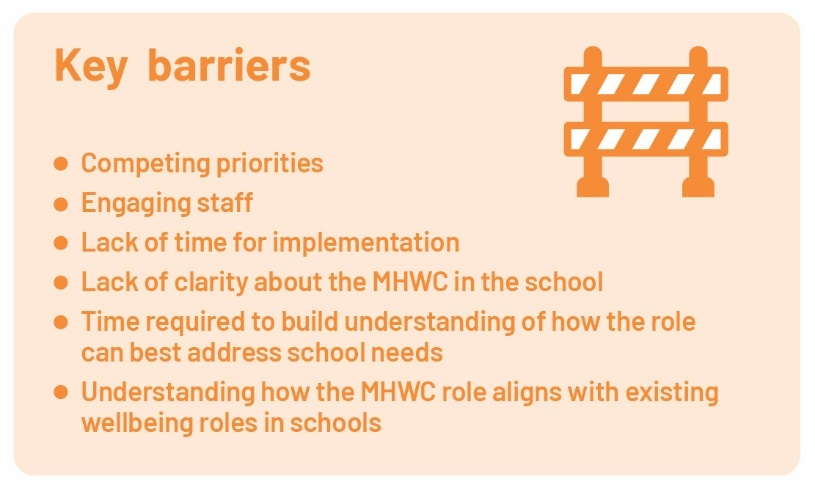 Key barriers
Competing priorities
Engaging staff
Lack of time for implementation
Lack of clarity about the MHWC in the school
Time required to build understanding of how the role
can best address school needs
Understanding how the MHWC role aligns with existing
wellbeing roles in schools